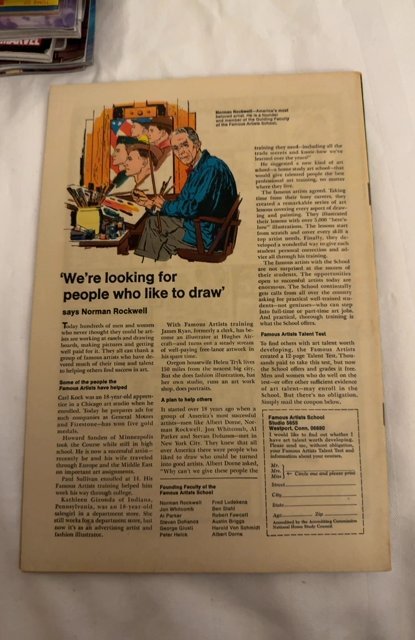 MARVEL
Norman Rockwell—America's most
beloved artist. He is a founder
and member of the Guiding Faculty
of the Famous Artists School.
'We're looking for
people who like to draw'
says Norman Rockwell
Today hundreds of men and women
who never thought they could be art-
ists are working at easels and drawing
boards, making pictures and getting
well paid for it. They all can thank a
group of famous artists who have de-
voted much of their time and talent
to helping others find success in art.
Some of the people the
Famous Artists have helped
Carl Kock was an 18-year-old appren-
tice in a Chicago art studio when he
enrolled. Today he prepares ads for
such companies as General Motors
and Firestone—has won five gold
medals.
Howard Sanden of Minneapolis
took the Course while still in high
school. He is now a successful artist—
recently he and his wife traveled
through Europe and the Middle East
on important art assignments.
Paul Sullivan enrolled at 18. His
Famous Artists training helped him
work his way through college.
Kathleen Gironda of Indiana,
Pennsylvania, was an 18-year-old
salesgirl in a department store. She
still works for a department store, but
now it's as an advertising artist and
fashion illustrator.
With Famous Artists training
James Ryan, formerly a clerk, has be-
come an illustrator at Hughes Air-
craft—and turns out a steady stream
of well-paying free-lance artwork in
his spare time.
Oregon housewife Helen Tryk lives
150 miles from the nearest big city.
But she does fashion illustration, has
her own studio, runs an art work
shop, does portraits.
A plan to help others
It started over 18 years when a
group of America's most successful
artists—men like Albert Dorne, Nor-
man Rockwell, Jon Whitcomb, Al
Parker and Stevan Dohanos—met in
New York City. They knew that all
over America there were people who
liked to draw who could be turned
into good artists. Albert Dorne asked,
"Why can't we give these people the
Founding Faculty of the
Famous Artists School
Norman Rockwell
Jon Whitcomb
Al Parker
Stevan Dohanos
George Giusti
Peter Helck
Fred Ludekens
Ben Stahl
Robert Fawcett
Austin Briggs
Harold Von Schmidt
Albert Dorne
training they need—including all the
trade secrets and know-how we've
learned over the years?"
He suggested a new kind of art
school—a home study art school—that
would give talented people the best
professional art training, no matter
where they live.
The famous artists agreed. Taking
time from their busy careers, they
created a remarkable series of art
lessons covering every aspect of draw-
ing and painting. They illustrated
their lessons with over 5,000 "here's
how" illustrations. The lessons start
from scratch and cover every skill a
top artist needs. Finally, they de-
veloped a wonderful way to give each
student personal correction and ad-
vice all through his training.
The famous artists with the School
are not surprised at the success of
their students. The opportunities
open to successful artists today are
enormous. The School continually
gets calls from all over the country
asking for practical well-trained stu-
dents—not geniuses—who can step
into full-time or part-time art jobs.
And practical, thorough training is
what the School offers.
Famous Artists Talent Test
To find others with art talent worth
developing, the Famous Artists
created a 12-page Talent Test. Thou-
sands paid to take this test, but now
the School offers and grades it free.
Men and women who do well on the
test—or offer other sufficient evidence
of art talent—may enroll in the
School. But there's no obligation.
Simply mail the coupon below.
Famous Artists School
Studio 5655
Westport, Conn. 06880
I would like to find out whether I
have art talent worth developing.
Please send me, without obligation,
your Famous Artists Talent Test and
information about your courses.
Mr.
Mrs.
Miss
Circle one and please print
Street
City
State
Age
Zip
Accredited by the Accrediting Commission
National Home Study Council.